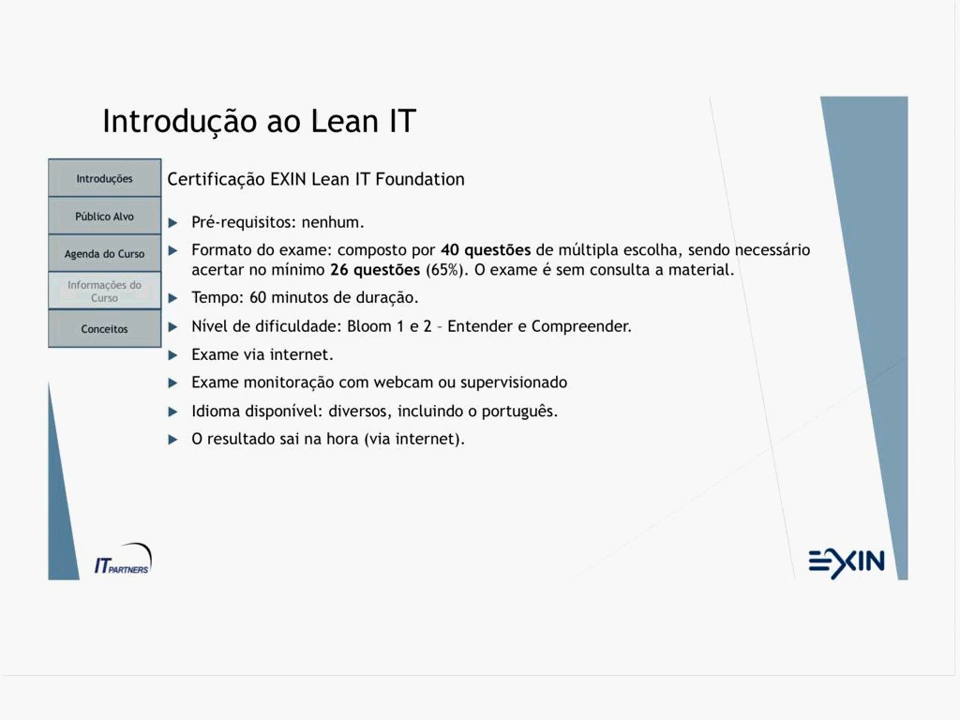 Introdução ao Lean IT
Introduções
Público Alvo
Agenda do Curso
Informações do
Curso
Conceitos
Certificação EXIN Lean IT Foundation
Pré-requisitos: nenhum.
Formato do exame: composto por 40 questões de múltipla escolha, sendo necessário
acertar no mínimo 26 questões (65%). O exame é sem consulta a material.
Tempo: 60 minutos de duração.
Nível de dificuldade: Bloom 1 e 2 – Entender e Compreender.
Exame via internet.
Exame monitoração com webcam ou supervisionado
Idioma disponível: diversos, incluindo o português.
O resultado sai na hora (via internet).
IT PARTNERS
EXIN